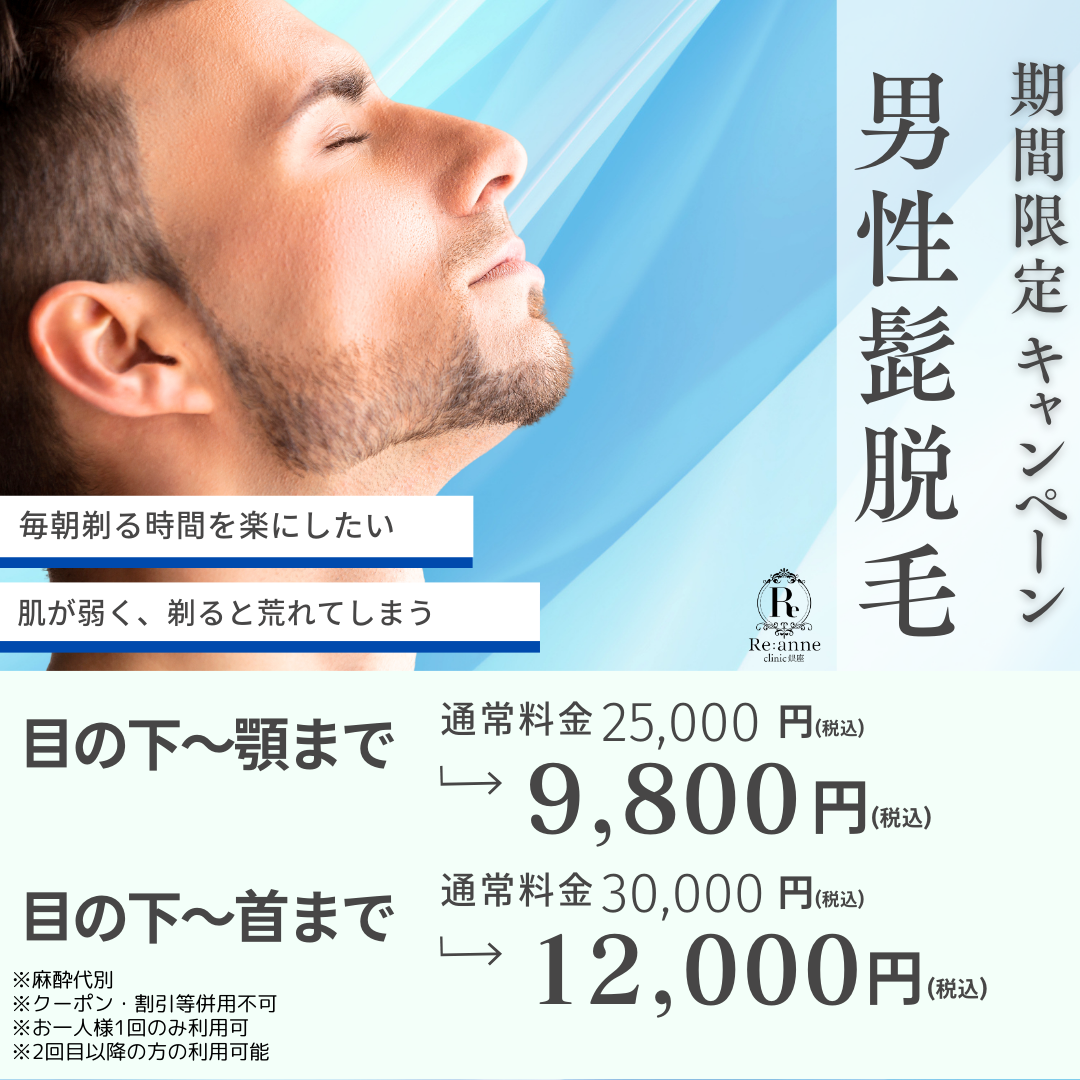 期間限定 キャンペーン
男性髭脱毛
毎朝剃る時間を楽にしたい
肌が弱く、剃ると荒れてしまう
Re
Re:anne
clinic 銀座
目の下〜顎まで
通常料金 25,000 円(税込)
9,800円(税込)
目の下〜首まで
通常料金 30,000 円(税込)
12,000円(税込)
※麻酔代別
※クーポン・割引等併用不可
※お一人様1回のみ利用可
※2回目以降の方の利用可能